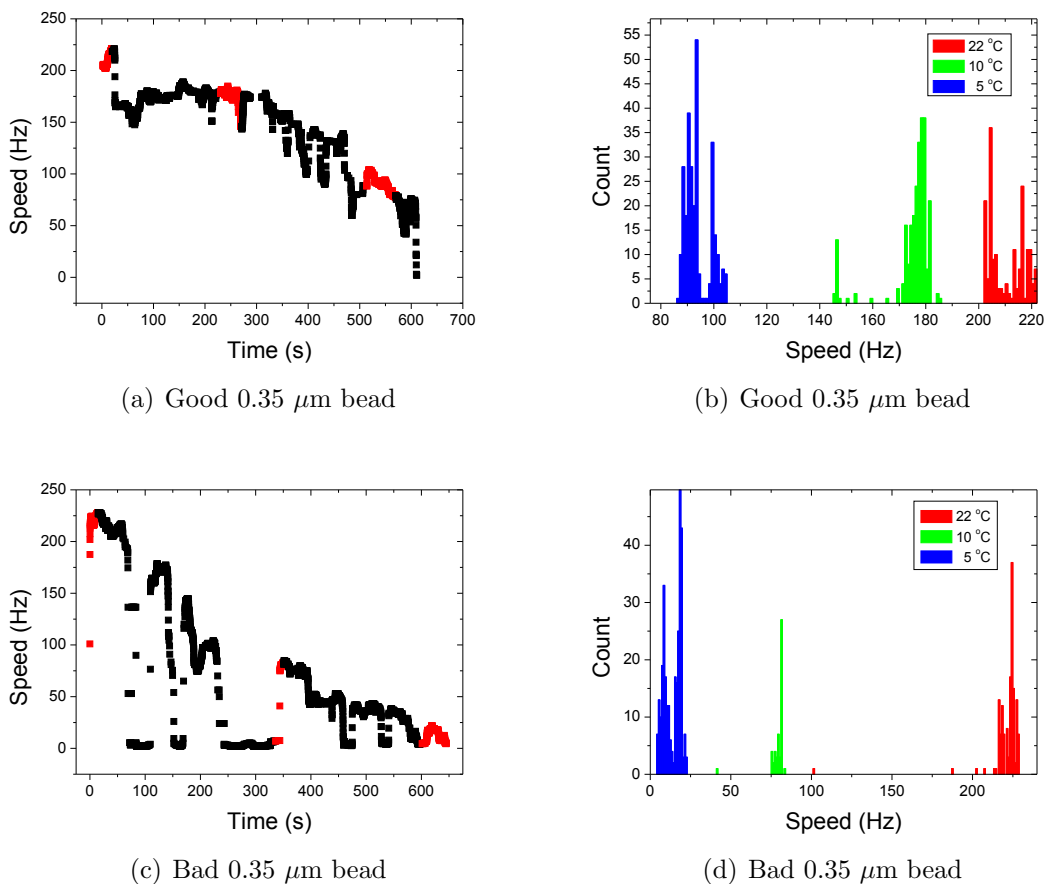 250
200
150
100
50
0
Speed (Hz)
0 100 200 300 400 500 600 700
Time (s)
(a) Good 0.35 μm bead
55
50
45
40
35
30
25
20
15
10
5
0
Count
22 °C
10 °C
5 °C
80 100 120 140 160 180 200 220
Speed (Hz)
(b) Good 0.35 μm bead
250
200
150
100
50
0
Speed (Hz)
0 100 200 300 400 500 600
Time (s)
(c) Bad 0.35 μm bead
40
30
20
10
0
Count
22 °C
10 °C
5 °C
0 50 100 150 200
Speed (Hz)
(d) Bad 0.35 μm bead